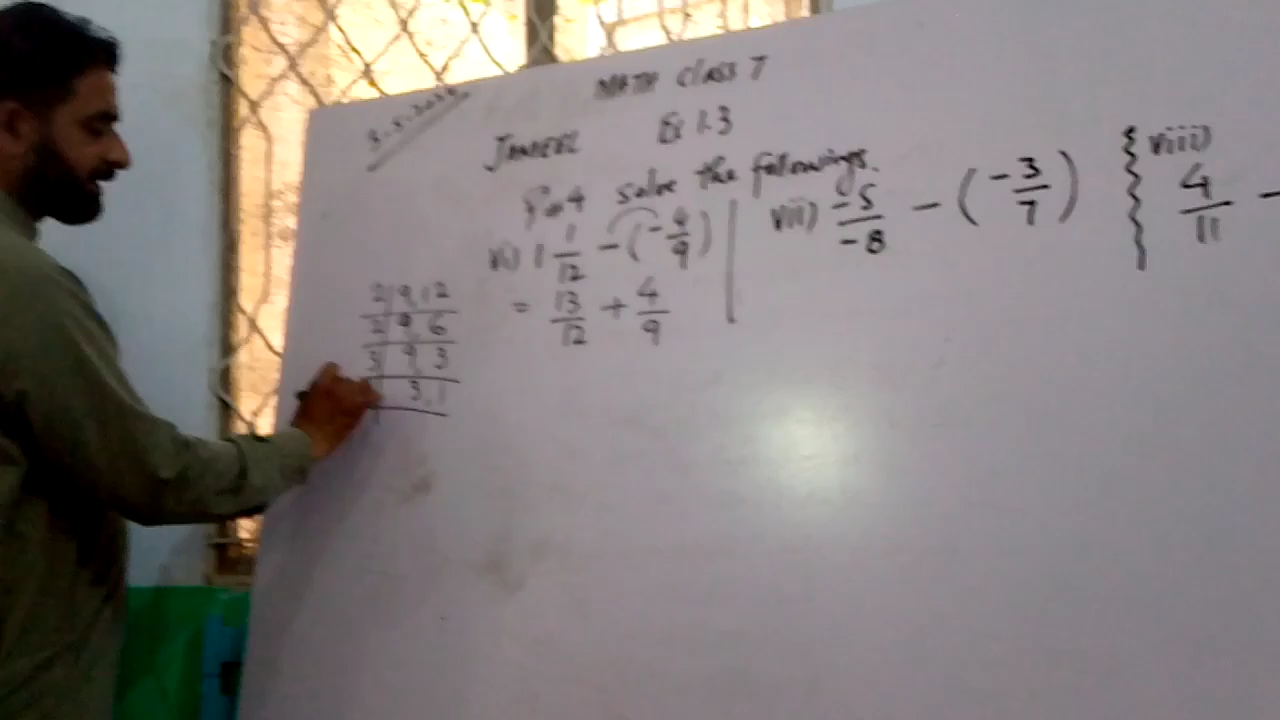 MATH Class 7
Ex 1.3
JAMEEL
Q no 4 solve the followings.
vi) 1 1/12 - (-4/9)
= 13/12 + 4/9
vii) -5/-8 - (-3/7)
viii) 4/11 -
2 | 9, 12
2 | 9, 6
3 | 9, 3
3, 1